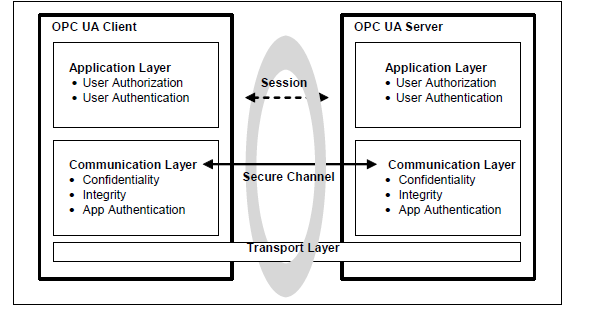 OPC UA Client
Application Layer
• User Authorization
• User Authentication
Communication Layer
• Confidentiality
• Integrity
• App Authentication
Session
Secure Channel
Transport Layer
OPC UA Server
Application Layer
• User Authorization
• User Authentication
Communication Layer
• Confidentiality
• Integrity
• App Authentication